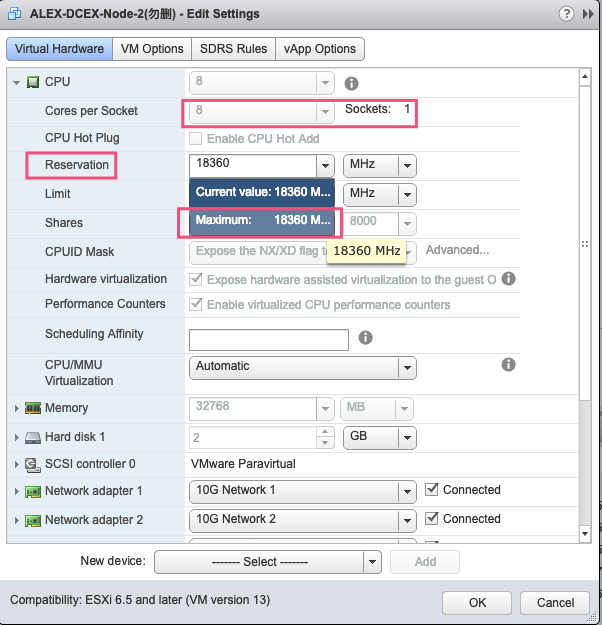 ALEX-DCEX-Node-2(勿删) - Edit Settings
Virtual Hardware VM Options SDRS Rules vApp Options
CPU 8
Cores per Socket 8 Sockets: 1
CPU Hot Plug Enable CPU Hot Add
Reservation 18360 MHz
Current value: 18360 M...
Limit MHz
Maximum: 18360 M...
Shares 8000
18360 MHz
CPUID Mask Expose the NX/XD flag t Advanced...
Hardware virtualization Expose hardware assisted virtualization to the guest O
Performance Counters Enable virtualized CPU performance counters
Scheduling Affinity
CPU/MMU
Virtualization
Automatic
Memory 32768 MB
Hard disk 1 2 GB
SCSI controller 0 VMware Paravirtual
Network adapter 1 10G Network 1 Connected
Network adapter 2 10G Network 2 Connected
New device: ------- Select ------- Add
Compatibility: ESXi 6.5 and later (VM version 13) OK Cancel